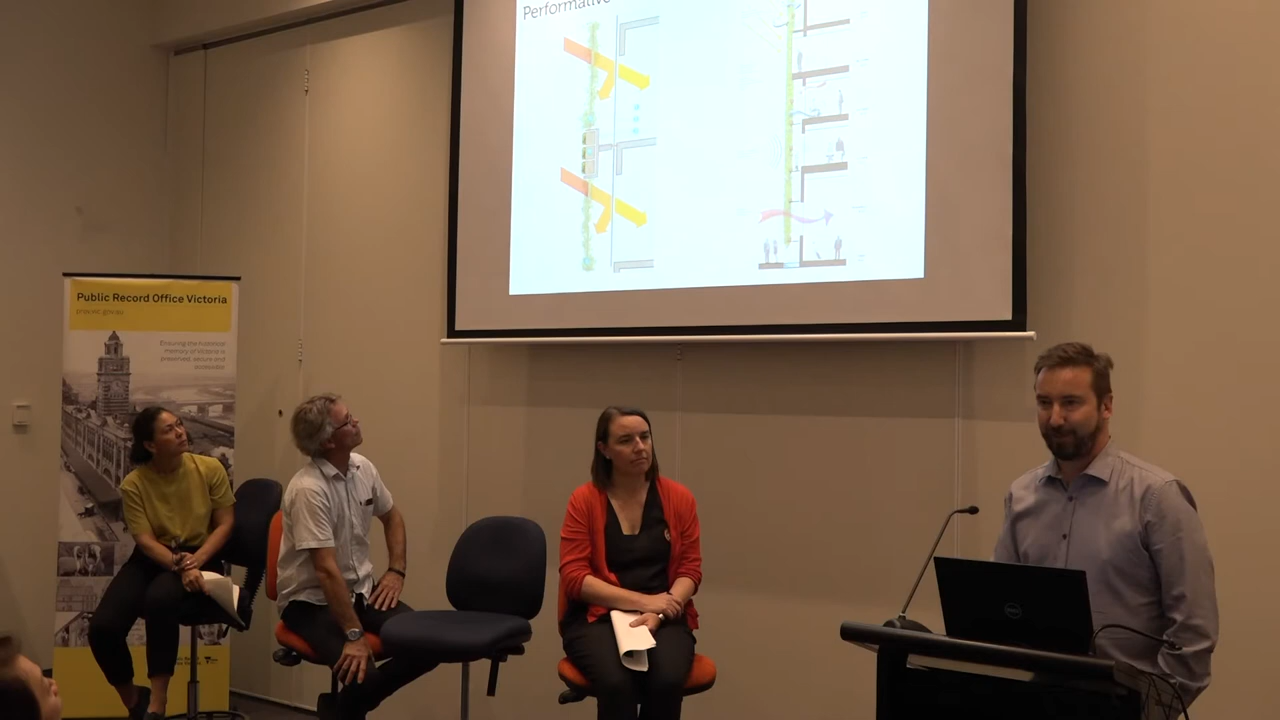 Performative
Public Record Office Victoria
prov.vic.gov.au
Ensuring the historical
memory of Victoria is
preserved, secure and
accessible
DELL